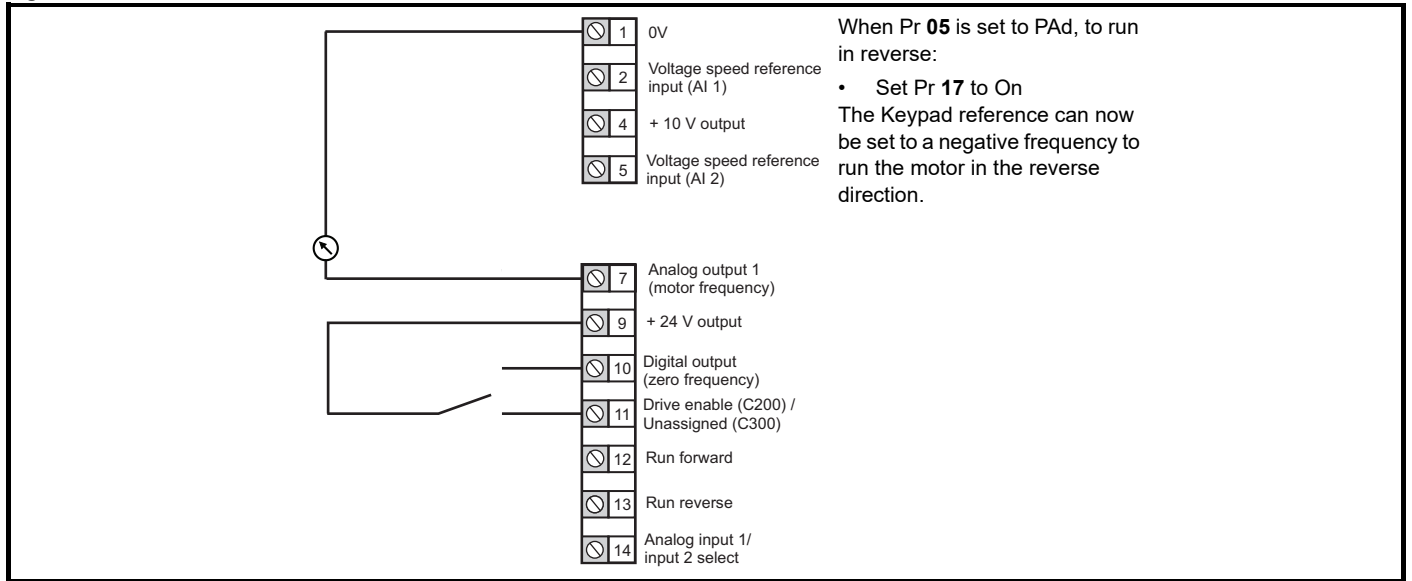 1 0V
2 Voltage speed reference
input (AI 1)
4 + 10 V output
5 Voltage speed reference
input (AI 2)
7 Analog output 1
(motor frequency)
9 + 24 V output
10 Digital output
(zero frequency)
11 Drive enable (C200) /
Unassigned (C300)
12 Run forward
13 Run reverse
14 Analog input 1/
input 2 select
When Pr 05 is set to PAd, to run
in reverse:
• Set Pr 17 to On
The Keypad reference can now
be set to a negative frequency to
run the motor in the reverse
direction.